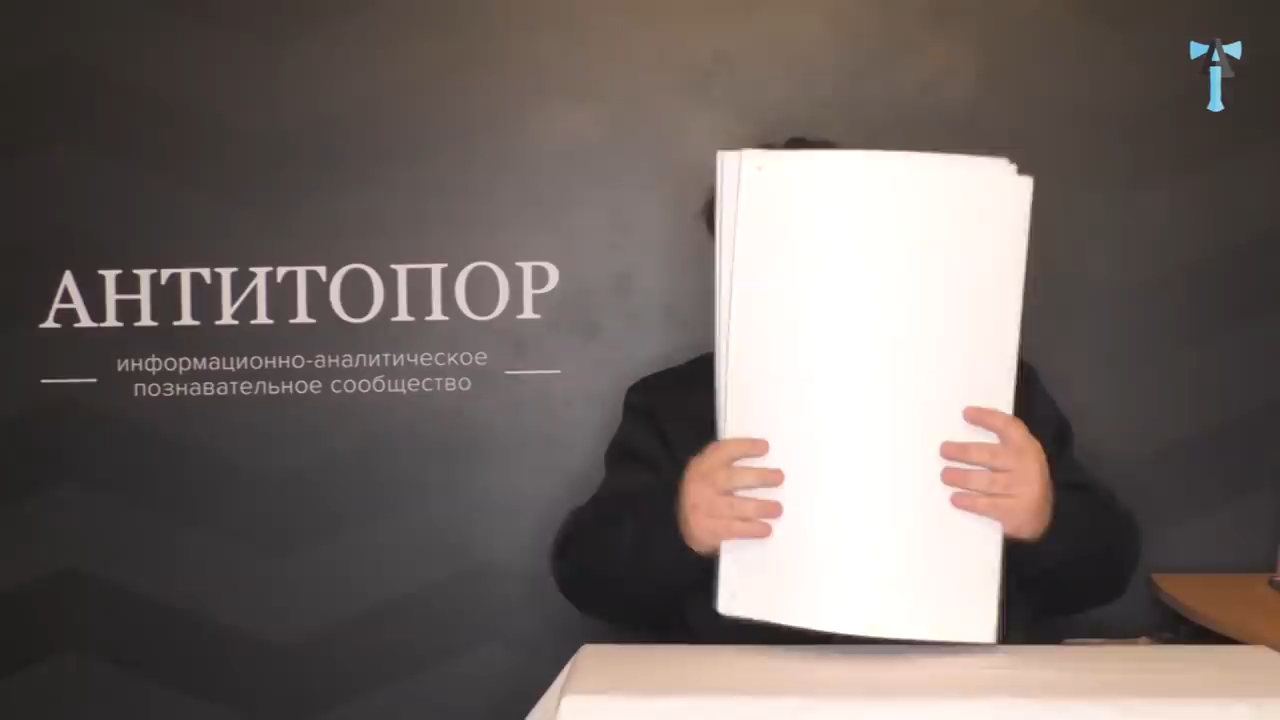 АНТИТОПОР
информационно-аналитическое
познавательное сообщество